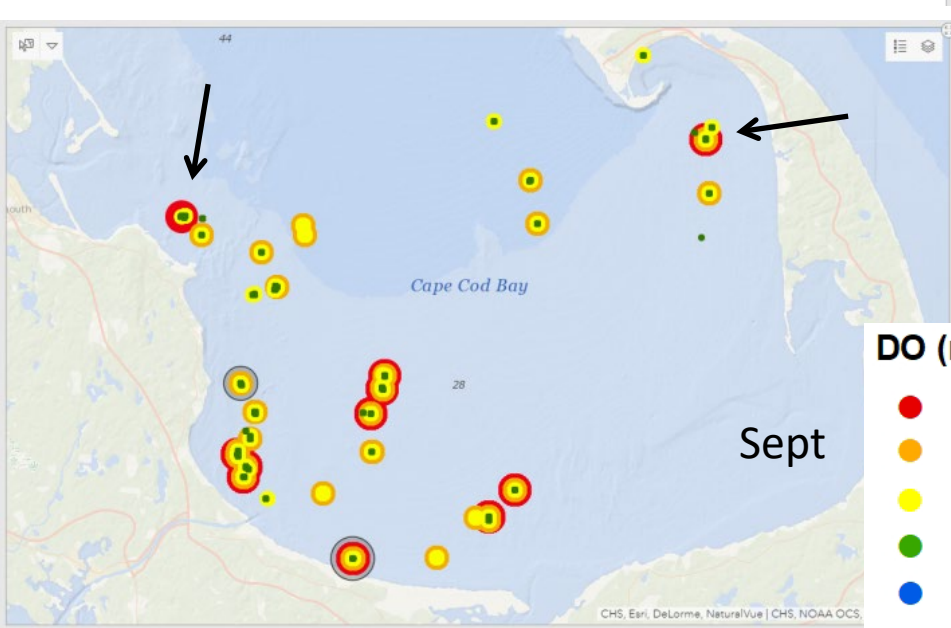 44
outh
Cape Cod Bay
28
DO (
Sept
CHS, Esri, DeLorme, NaturalVue | CHS, NOAA OCS,